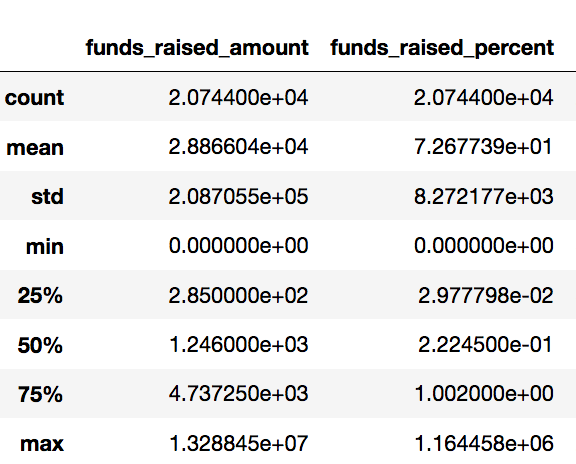 funds_raised_amount funds_raised_percent
count 2.074400e+04 2.074400e+04
mean 2.886604e+04 7.267739e+01
std 2.087055e+05 8.272177e+03
min 0.000000e+00 0.000000e+00
25% 2.850000e+02 2.977798e-02
50% 1.246000e+03 2.224500e-01
75% 4.737250e+03 1.002000e+00
max 1.328845e+07 1.164458e+06